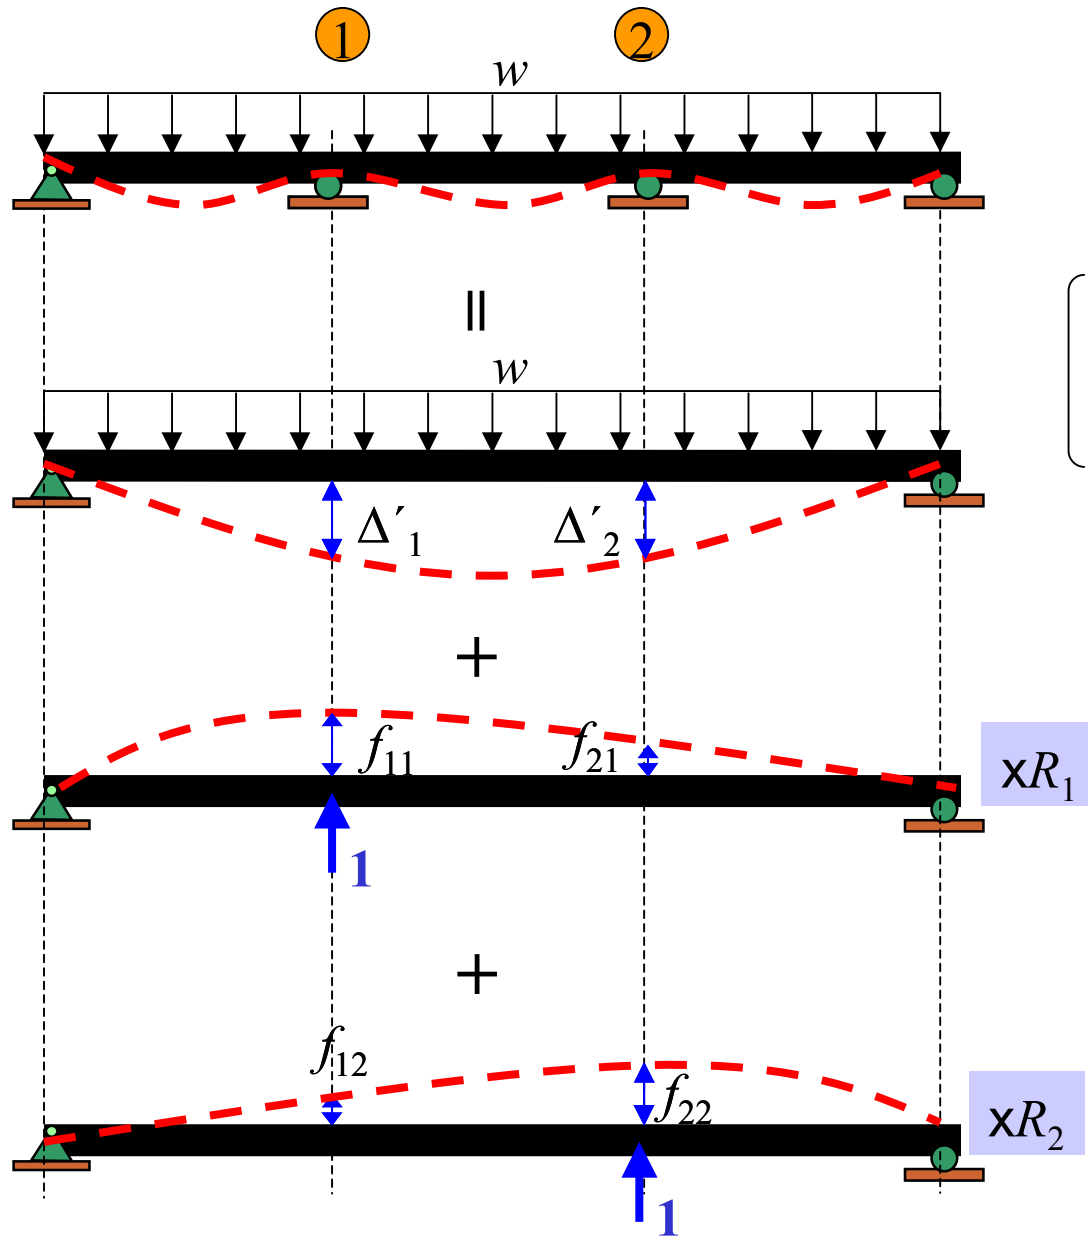 1 2
w
=
w
Δ′₁ Δ′₂
+
f₁₁ f₂₁
xR₁
1
+
f₁₂
f₂₂
xR₂
1